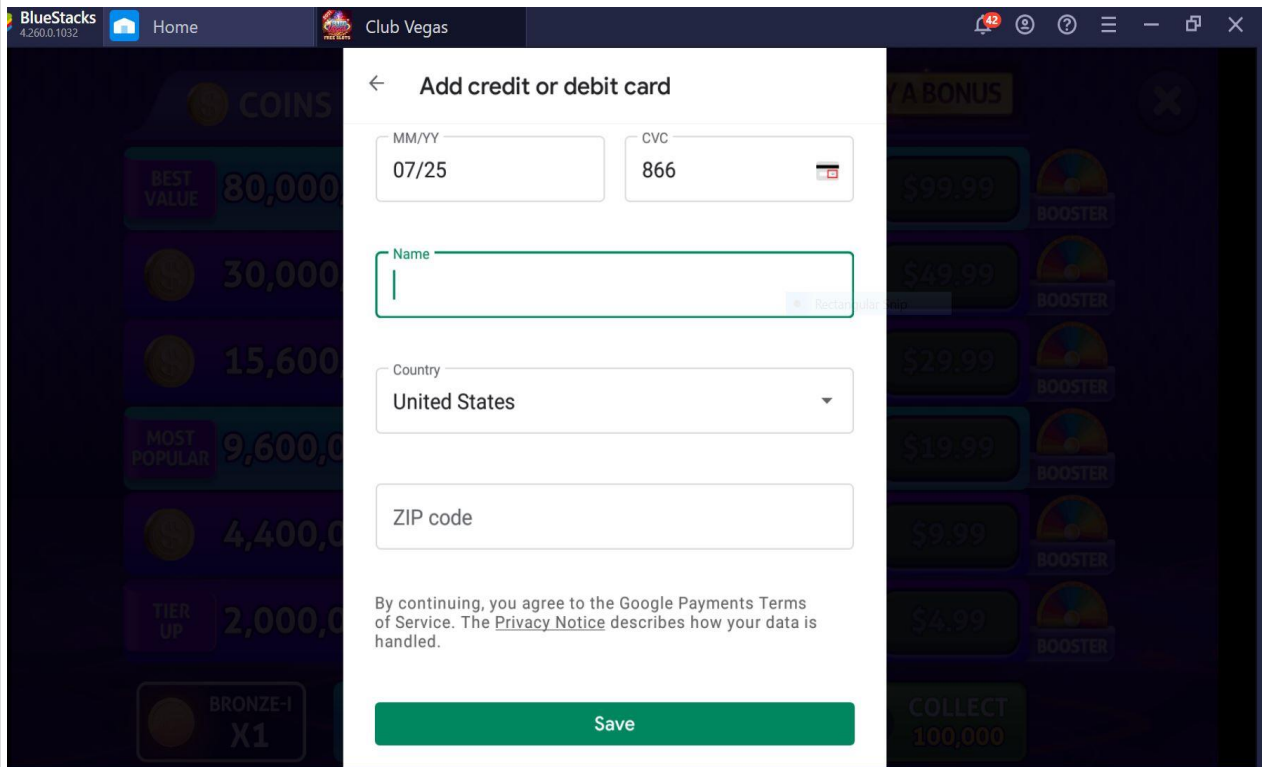 BlueStacks
4.260.0.1032
Home
Club Vegas
FREE SLOTS
42
Add credit or debit card
COINS
A BONUS
MM/YY
07/25
CVC
866
BEST
VALUE
80,000
$99.99
BOOSTER
Name
Rectangular Snip
30,000
$49.99
BOOSTER
Country
United States
15,600
$29.99
BOOSTER
MOST
POPULAR
9,600,0
$19.99
BOOSTER
ZIP code
4,400,0
$9.99
BOOSTER
By continuing, you agree to the Google Payments Terms
of Service. The Privacy Notice describes how your data is
handled.
TIER
UP
2,000,0
$4.99
BOOSTER
BRONZE-I
X1
Save
COLLECT
100,000